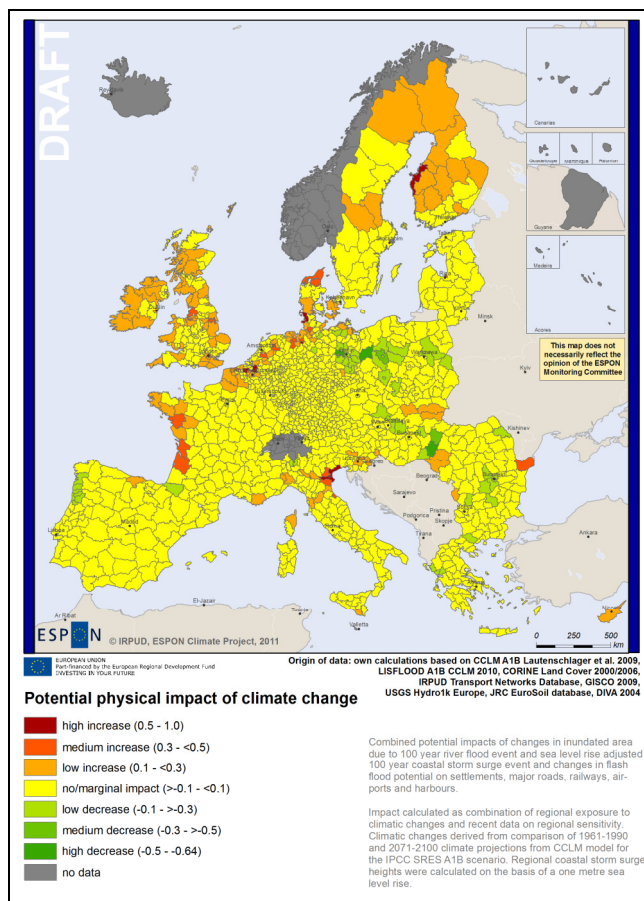 DRAFT
Reykjavik
Canarias
Guadeloupe
Martinique
Réunion
Guyane
Madeira
Acores
This map does not
necessarily reflect the
opinion of the ESPON
Monitoring Committee
Oslo
Stockholm
Helsinki
Tallinn
Riga
Minsk
Dublin
London
Amsterdam
Warszawa
Kyiv
Paris
Praha
Budapest
Kishinev
Beograd
Sarajevo
Podgorica
Pristina
Skopje
Tirana
Ankara
Lisboa
Madrid
Roma
Ar Ribat
El-Jazair
Valletta
ESPON
© IRPUD, ESPON Climate Project, 2011
0 250 500
km
EUROPEAN UNION
Part-financed by the European Regional Development Fund
INVESTING IN YOUR FUTURE
Origin of data: own calculations based on CCLM A1B Lautenschlager et al. 2009,
LISFLOOD A1B CCLM 2010, CORINE Land Cover 2000/2006,
IRPUD Transport Networks Database, GISCO 2009,
USGS Hydro1k Europe, JRC EuroSoil database, DIVA 2004
Potential physical impact of climate change
high increase (0.5 - 1.0)
medium increase (0.3 - <0.5)
low increase (0.1 - <0.3)
no/marginal impact (>-0.1 - <0.1)
low decrease (-0.1 - >-0.3)
medium decrease (-0.3 - >-0.5)
high decrease (-0.5 - -0.64)
no data
Combined potential impacts of changes in inundated area
due to 100 year river flood event and sea level rise adjusted
100 year coastal storm surge event and changes in flash
flood potential on settlements, major roads, railways, air-
ports and harbours.
Impact calculated as combination of regional exposure to
climatic changes and recent data on regional sensitivity.
Climatic changes derived from comparison of 1961-1990
and 2071-2100 climate projections from CCLM model for
the IPCC SRES A1B scenario. Regional coastal storm surge
heights were calculated on the basis of a one metre sea
level rise.